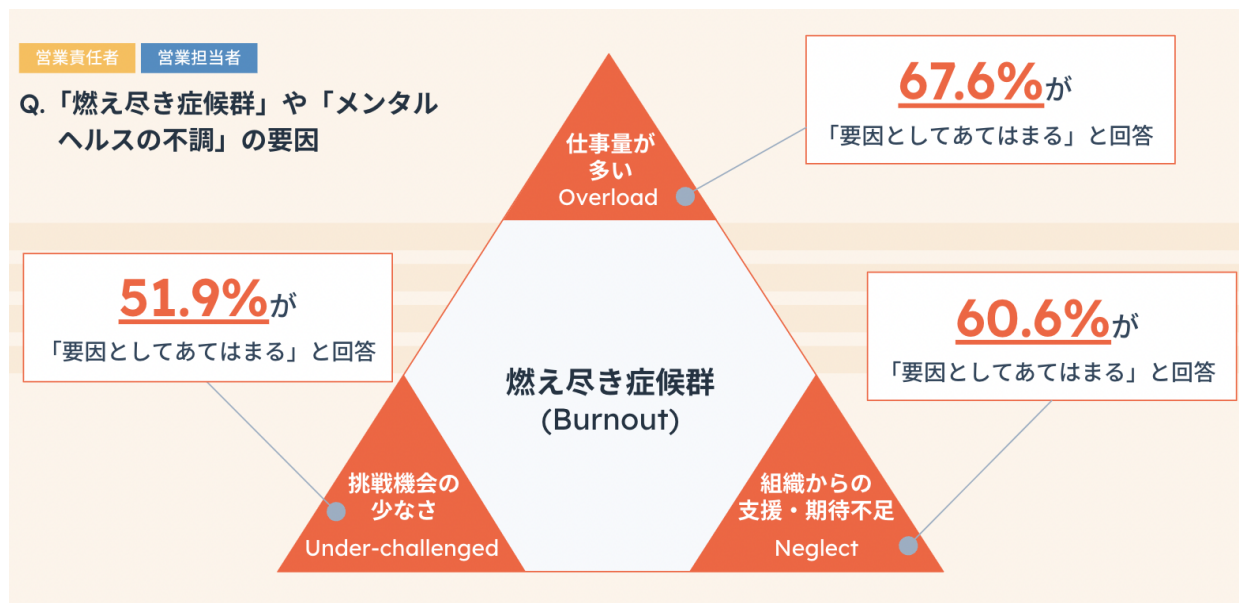 営業責任者
営業担当者
Q.「燃え尽き症候群」や「メンタル
ヘルスの不調」の要因
67.6%が
「要因としてあてはまる」と回答
仕事量が
多い
Overload
51.9%が
「要因としてあてはまる」と回答
60.6%が
「要因としてあてはまる」と回答
燃え尽き症候群
(Burnout)
挑戦機会の
少なさ
Under-challenged
組織からの
支援・期待不足
Neglect